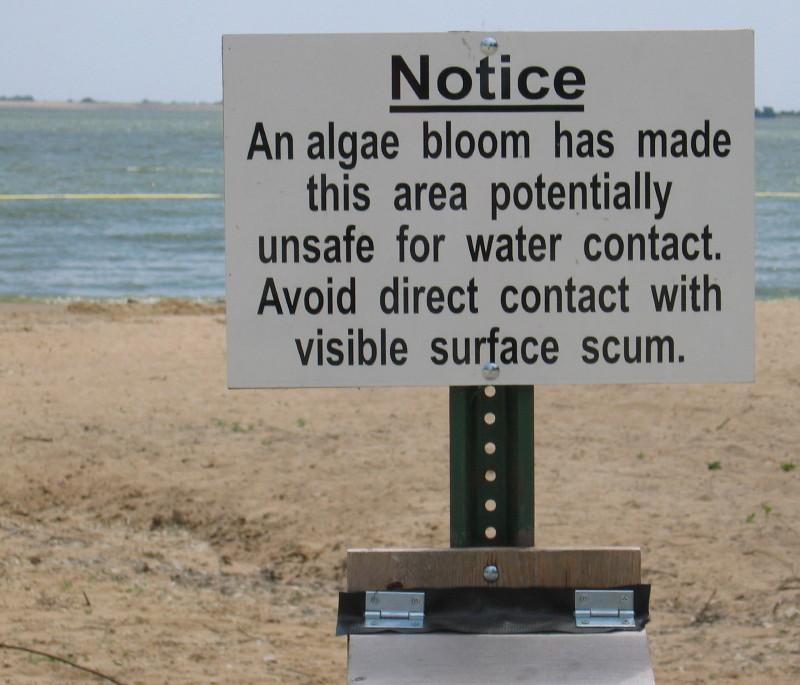 Notice
An algae bloom has made
this area potentially
unsafe for water contact.
Avoid direct contact with
visible surface scum.